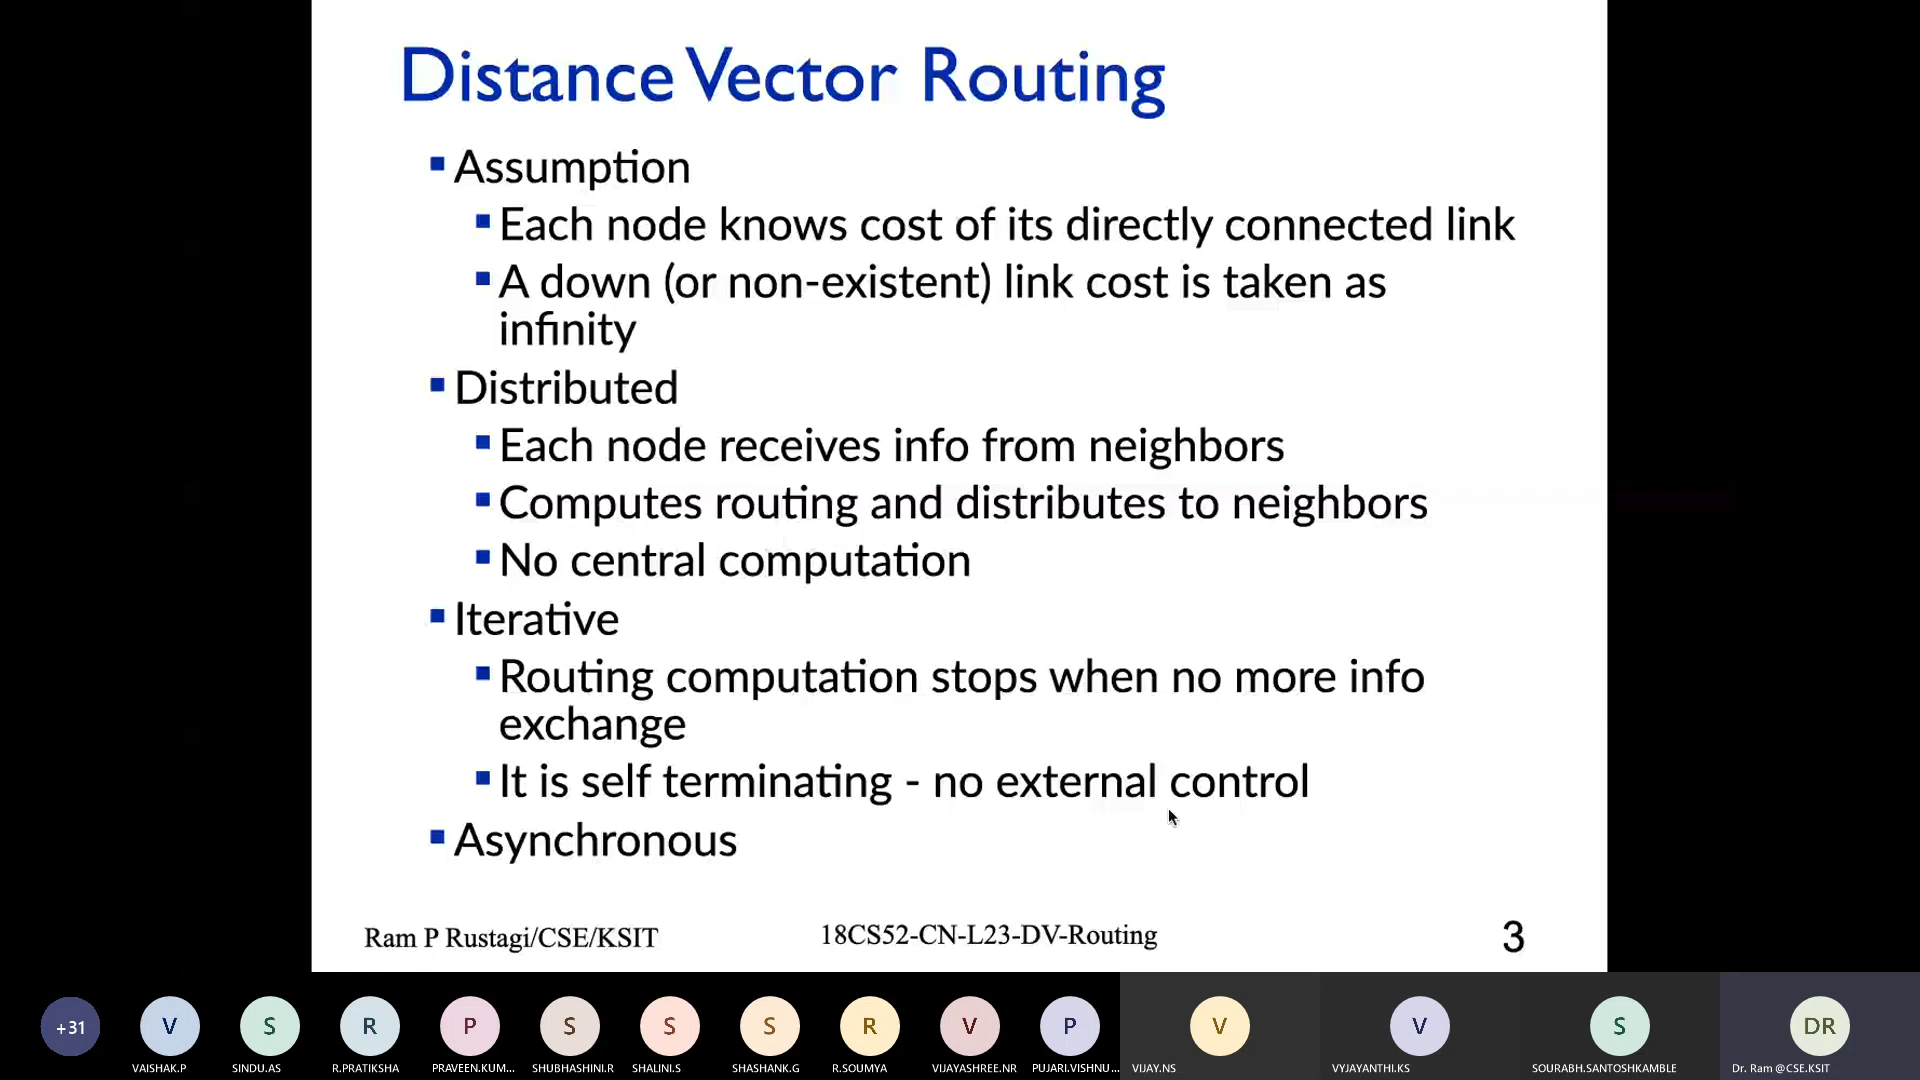 Distance Vector Routing
Assumption
Each node knows cost of its directly connected link
A down (or non-existent) link cost is taken as
infinity
Distributed
Each node receives info from neighbors
Computes routing and distributes to neighbors
No central computation
Iterative
Routing computation stops when no more info
exchange
It is self terminating - no external control
Asynchronous
Ram P Rustagi/CSE/KSIT
18CS52-CN-L23-DV-Routing
3
+31
V
S
R
P
S
S
S
R
V
P
V
V
S
DR
VAISHAK.P
SINDU.AS
R.PRATIKSHA
PRAVEEN.KUM...
SHUBHASHINI.R
SHALINI.S
SHASHANK.G
R.SOUMYA
VIJAYASHREE.NR
PUJARI.VISHNU...
VIJAY.NS
VYJAYANTHI.KS
SOURABH.SANTOSHKAMBLE
Dr. Ram @CSE.KSIT